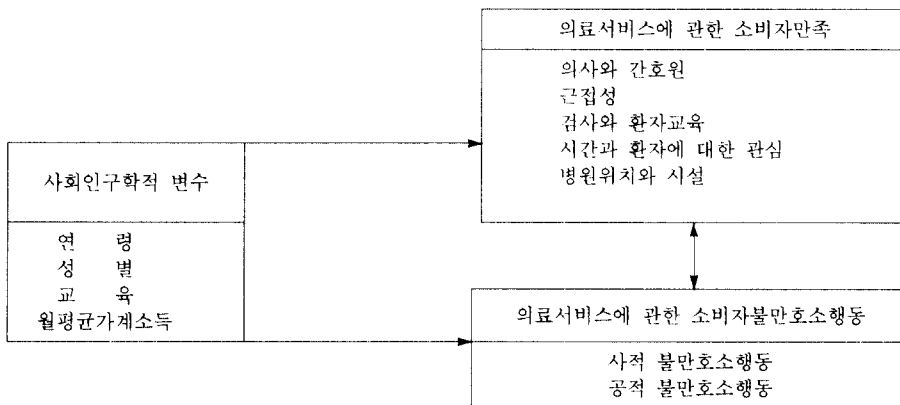 의료서비스에 관한 소비자만족
의사와 간호원
근접성
검사와 환자교육
시간과 환자에 대한 관심
병원위치와 시설
사회인구학적 변수
연 령
성 별
교 육
월평균가계소득
의료서비스에 관한 소비자불만호소행동
사적 불만호소행동
공적 불만호소행동